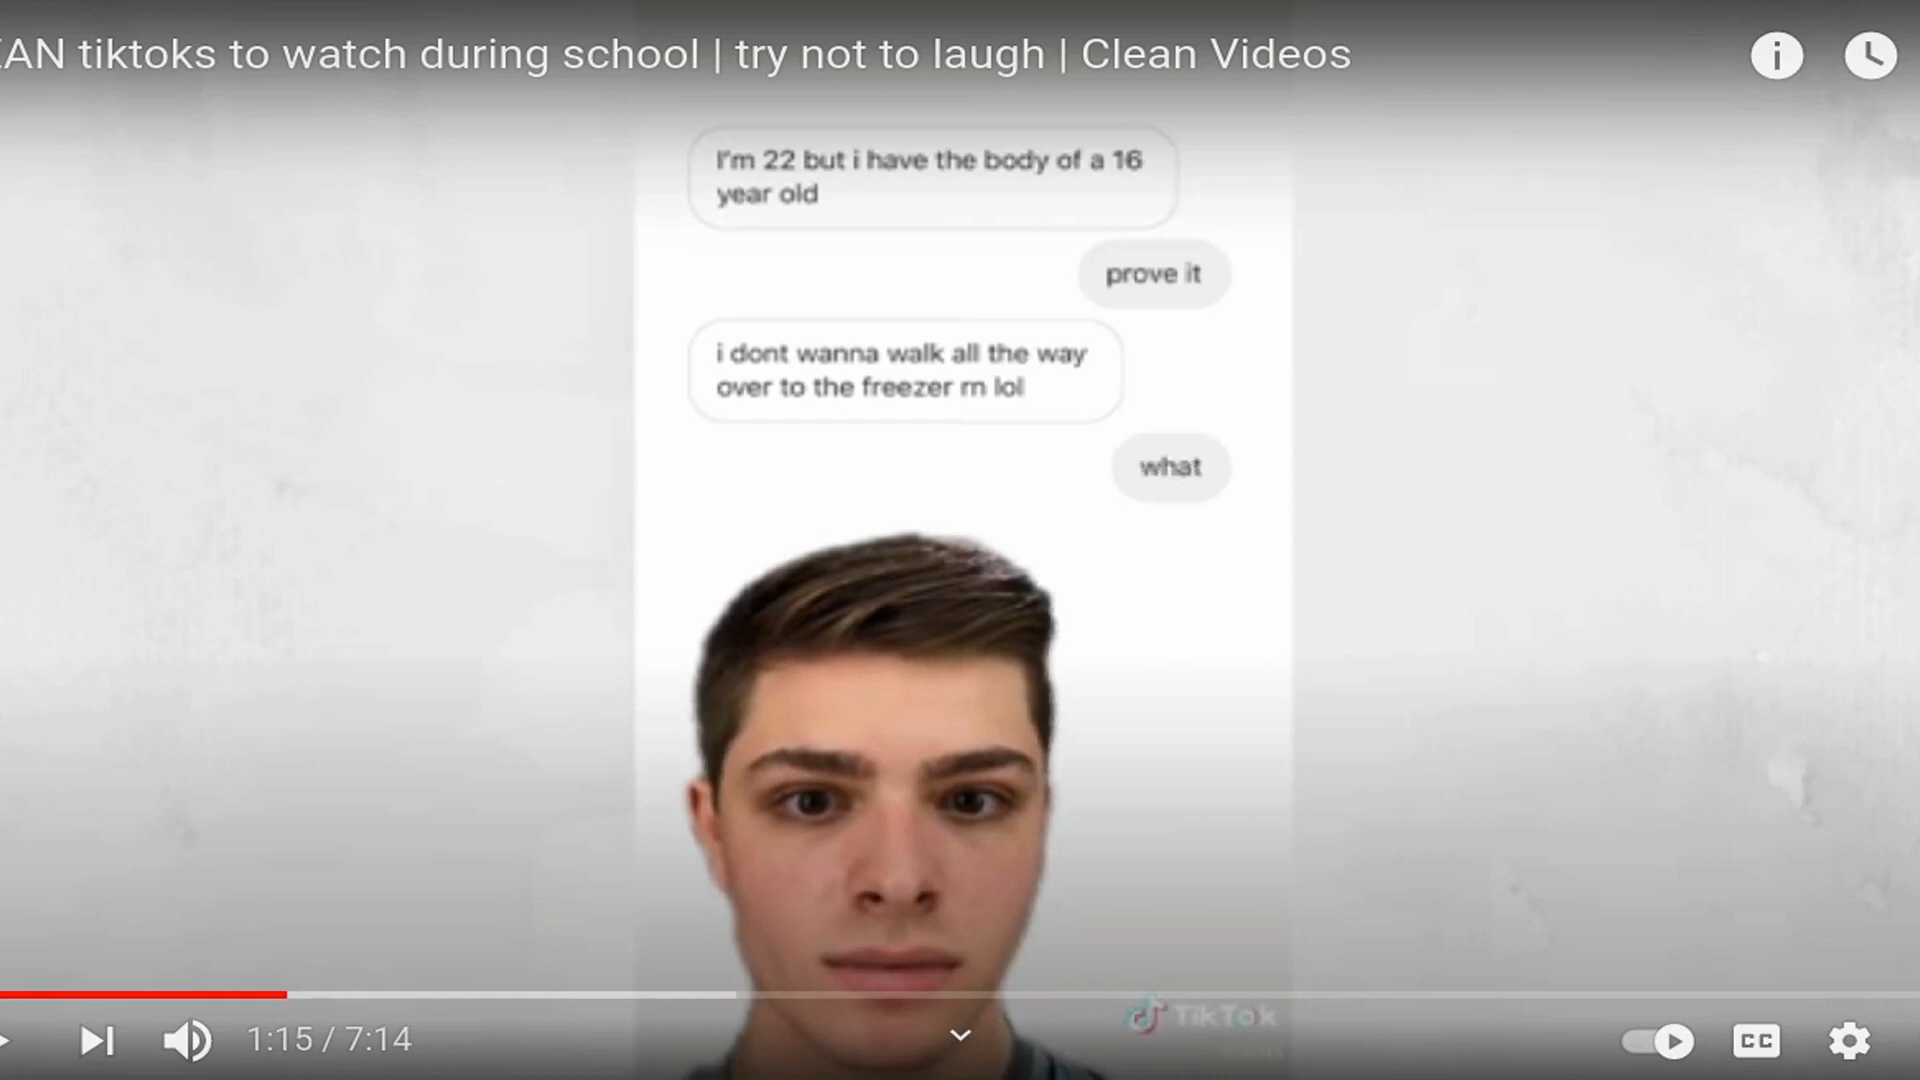 AN tiktoks to watch during school | try not to laugh | Clean Videos
I'm 22 but i have the body of a 16
year old
prove it
i dont wanna walk all the way
over to the freezer rn lol
what
TikTok
1:15 / 7:14
CC